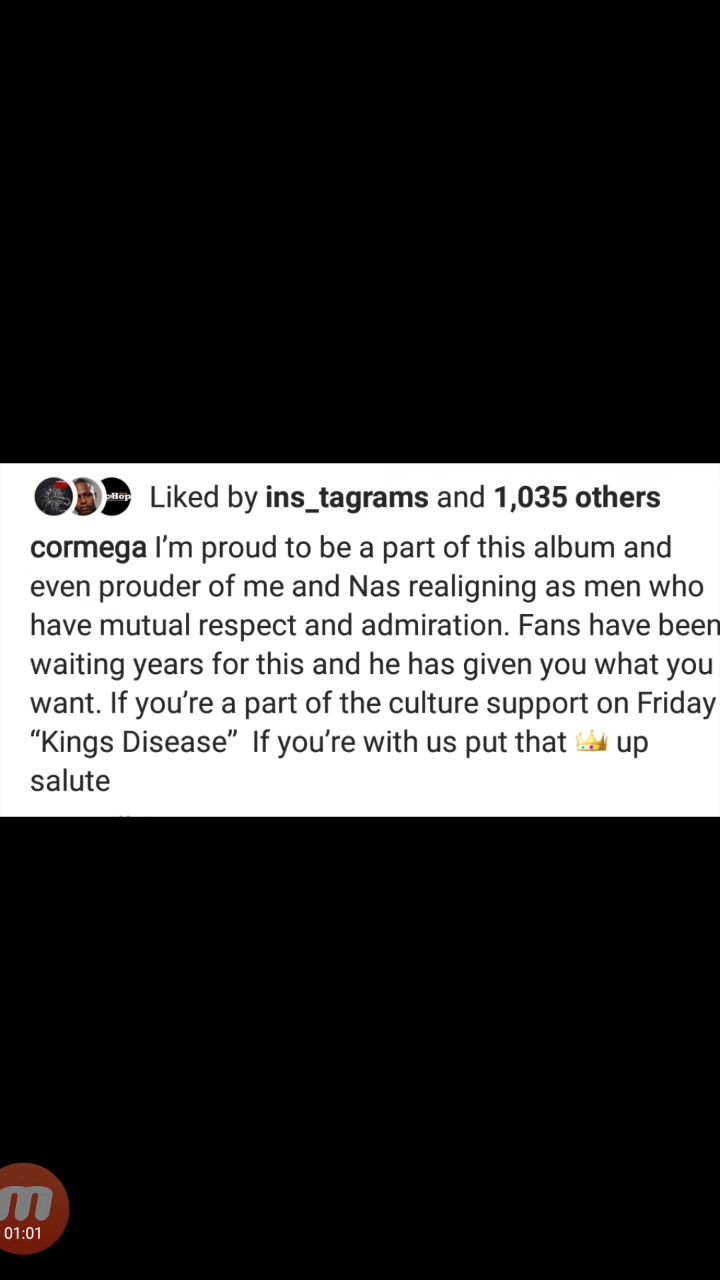 Liked by ins_tagrams and 1,035 others
cormega I’m proud to be a part of this album and
even prouder of me and Nas realigning as men who
have mutual respect and admiration. Fans have been
waiting years for this and he has given you what you
want. If you’re a part of the culture support on Friday
“Kings Disease”  If you’re with us put that 👑 up
salute
01:01